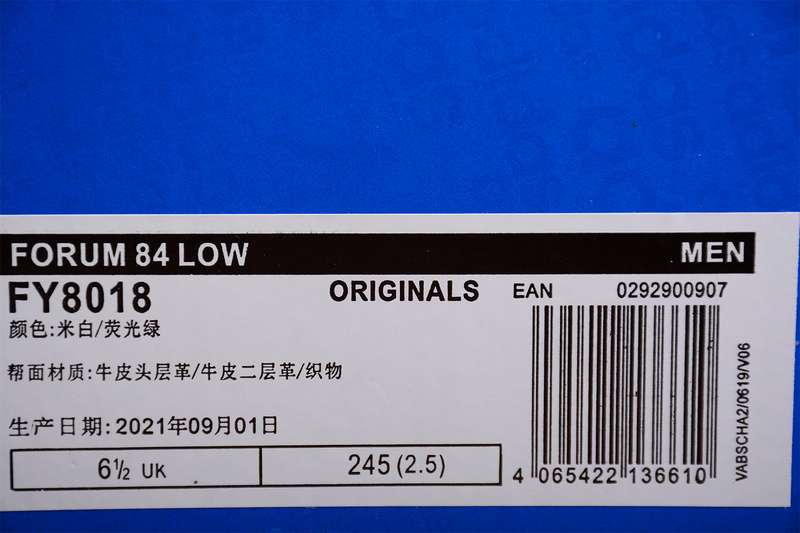 FORUM 84 LOW MEN
FY8018 ORIGINALS EAN 0292900907
颜色:米白/荧光绿
帮面材质:牛皮头层革/牛皮二层革/织物
生产日期:2021年09月01日
6½ UK 245(2.5)
4 065422 136610
VABSCHA2/0619/V06